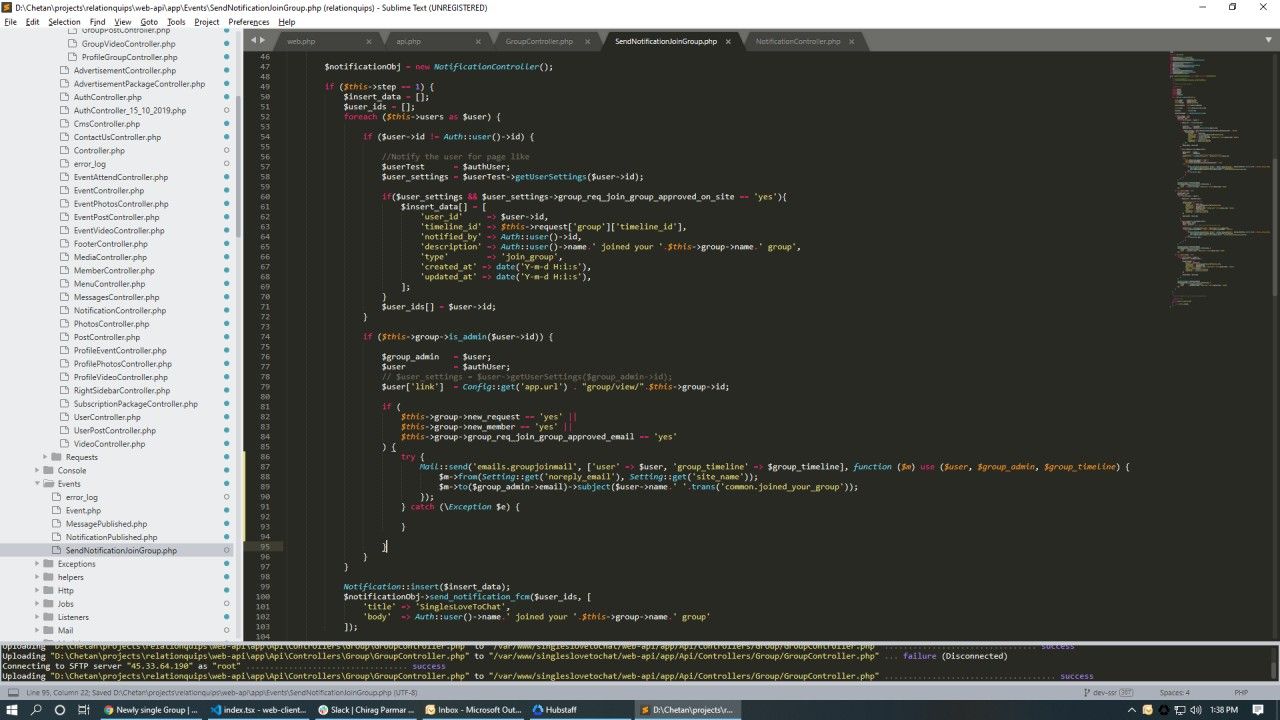 D:\Chetan\projects\relationquips\web-api\app\Events\SendNotificationJoinGroup.php (relationquips) - Sublime Text (UNREGISTERED)
File Edit Selection Find View Goto Tools Project Preferences Help
GroupPostController.php
GroupVideoController.php
ProfileGroupController.php
AdvertisementController.php
AdvertisementPackageController.php
AuthController.php
AuthController_15_10_2019.php
CmsController.php
ContactUsController.php
Controller.php
error_log
EventAttendController.php
EventController.php
EventPhotosController.php
EventPostController.php
EventVideoController.php
FooterController.php
MediaController.php
MemberController.php
MenuController.php
MessagesController.php
NotificationController.php
PhotosController.php
PostController.php
ProfileEventController.php
ProfilePhotosController.php
ProfileVideoController.php
RightSidebarController.php
SubscriptionPackageController.php
UserController.php
UserPostController.php
VideoController.php
Requests
Console
Events
error_log
Event.php
MessagePublished.php
NotificationPublished.php
SendNotificationJoinGroup.php
Exceptions
helpers
Http
Jobs
Listeners
Mail
web.php api.php GroupController.php SendNotificationJoinGroup.php NotificationController.php
46
47 $notificationObj = new NotificationController();
48
49 if ($this->step == 1) {
50 $insert_data = [];
51 $user_ids = [];
52 foreach ($this->users as $user) {
53
54 if ($user->id != Auth::user()->id) {
55
56 //Notify the user for page like
57 $userTest = $authUser;
58 $user_settings = $userTest->getUserSettings($user->id);
59
60 if($user_settings && $user_settings->group_req_join_group_approved_on_site == 'yes'){
61 $insert_data[] = [
62 'user_id' => $user->id,
63 'timeline_id' => $this->request['group']['timeline_id'],
64 'notified_by' => Auth::user()->id,
65 'description' => Auth::user()->name.' joined your '.$this->group->name.' group',
66 'type' => 'join_group',
67 'created_at' => date('Y-m-d H:i:s'),
68 'updated_at' => date('Y-m-d H:i:s'),
69 ];
70 }
71 $user_ids[] = $user->id;
72 }
73
74 if ($this->group->is_admin($user->id)) {
75
76 $group_admin = $user;
77 $user = $authUser;
78 // $user_settings = $user->getUserSettings($group_admin->id);
79 $user['link'] = Config::get('app.url') . "group/view/".$this->group->id;
80
81 if (
82 $this->group->new_request == 'yes' ||
83 $this->group->new_member == 'yes' ||
84 $this->group->group_req_join_group_approved_email == 'yes'
85 ) {
86 try {
87 Mail::send('emails.groupjoinmail', ['user' => $user, 'group_timeline' => $group_timeline], function ($m) use ($user, $group_admin, $group_timeline) {
88 $m->from(Setting::get('noreply_email'), Setting::get('site_name'));
89 $m->to($group_admin->email)->subject($user->name.' '.trans('common.joined_your_group'));
90 });
91 } catch (\Exception $e) {
92
93 }
94
95 }
96 }
97 }
98
99 Notification::insert($insert_data);
100 $notificationObj->send_notification_fcm($user_ids, [
101 'title' => 'SinglesLoveToChat',
102 'body' => Auth::user()->name.' joined your '.$this->group->name.' group'
103 ]);
104
Uploading "D:\Chetan\projects\relationquips\web-api\app\Api\Controllers\Group\GroupController.php" to "/var/www/singleslovetochat/web-api/app/Api/Controllers/Group/GroupController.php" ................................... success
Uploading "D:\Chetan\projects\relationquips\web-api\app\Api\Controllers\Group\GroupController.php" to "/var/www/singleslovetochat/web-api/app/Api/Controllers/Group/GroupController.php" ... failure (Disconnected)
Connecting to SFTP server "45.33.64.190" as "root" ................................. success
Uploading "D:\Chetan\projects\relationquips\web-api\app\Api\Controllers\Group\GroupController.php" to "/var/www/singleslovetochat/web-api/app/Api/Controllers/Group/GroupController.php" ................................... success
Line 95, Column 22; Saved D:\Chetan\projects\relationquips\web-api\app\Events\SendNotificationJoinGroup.php (UTF-8) dev-ssr Spaces: 4 PHP
Newly single Group |... index.tsx - web-client... Slack | Chirag Parmar ... Inbox - Microsoft Out... Hubstaff D:\Chetan\projects\r... 1:38 PM